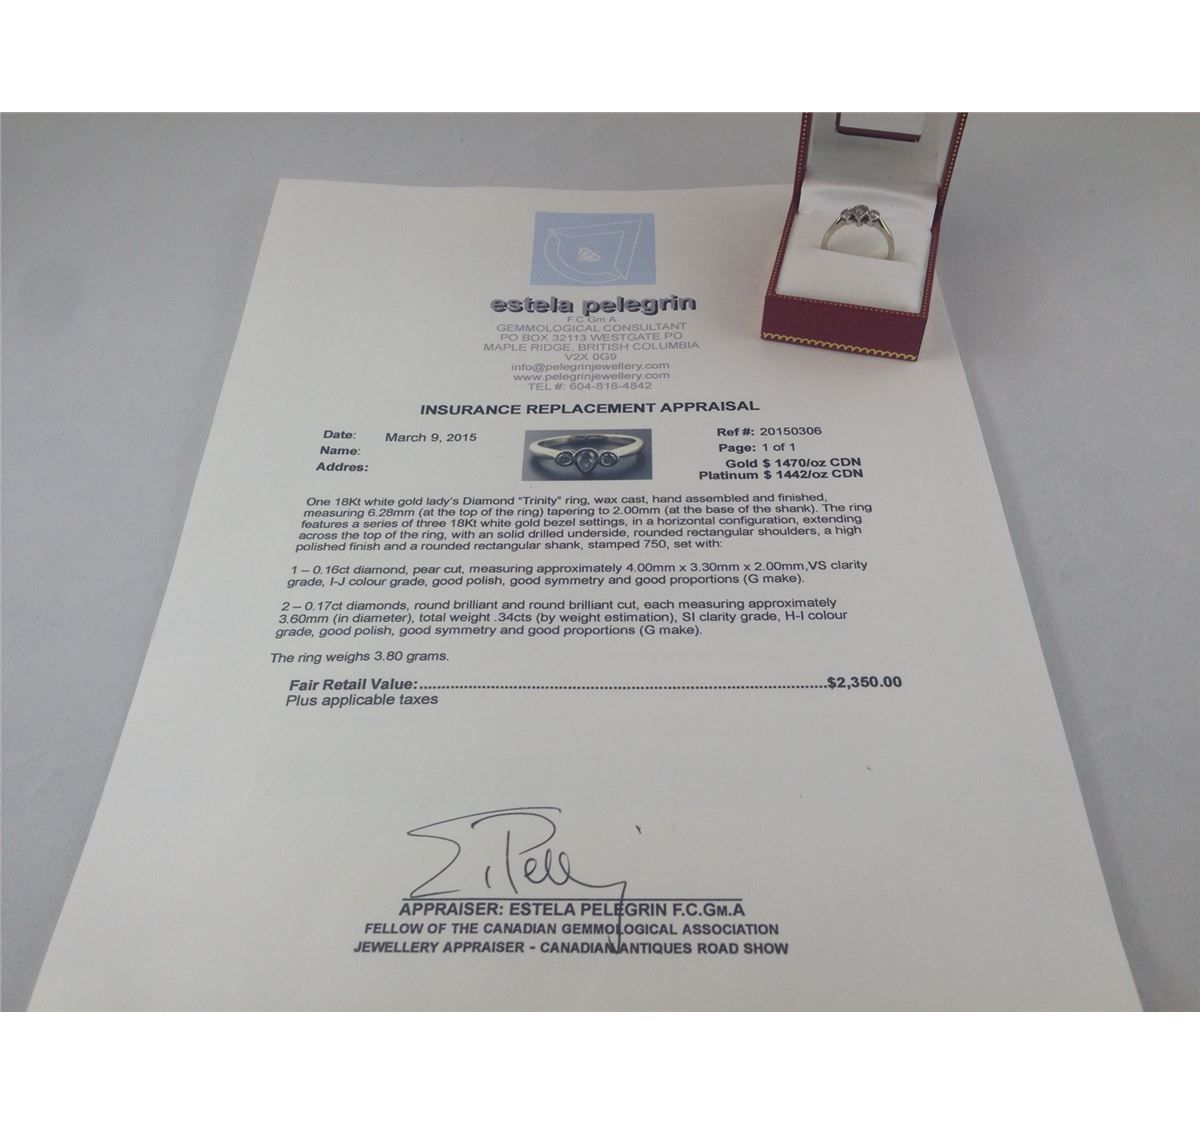 estela pelegrin
F.C.Gm.A
GEMMOLOGICAL CONSULTANT
PO BOX 32113 WESTGATE PO
MAPLE RIDGE, BRITISH COLUMBIA
V2X 0G9
info@pelegrinjewellery.com
www.pelegrinjewellery.com
TEL #: 604-818-4842
INSURANCE REPLACEMENT APPRAISAL
Date: March 9, 2015
Name:
Addres:
Ref #: 20150306
Page: 1 of 1
Gold $ 1470/oz CDN
Platinum $ 1442/oz CDN
One 18Kt white gold lady's Diamond "Trinity" ring, wax cast, hand assembled and finished,
measuring 6.28mm (at the top of the ring) tapering to 2.00mm (at the base of the shank). The ring
features a series of three 18Kt white gold bezel settings, in a horizontal configuration, extending
across the top of the ring, with an solid drilled underside, rounded rectangular shoulders, a high
polished finish and a rounded rectangular shank, stamped 750, set with:
1 – 0.16ct diamond, pear cut, measuring approximately 4.00mm x 3.30mm x 2.00mm,VS clarity
grade, I-J colour grade, good polish, good symmetry and good proportions (G make).
2 – 0.17ct diamonds, round brilliant and round brilliant cut, each measuring approximately
3.60mm (in diameter), total weight .34cts (by weight estimation), SI clarity grade, H-I colour
grade, good polish, good symmetry and good proportions (G make).
The ring weighs 3.80 grams.
Fair Retail Value:..........................................................................................$2,350.00
Plus applicable taxes
E. Pell
APPRAISER: ESTELA PELEGRIN F.C.GM.A
FELLOW OF THE CANADIAN GEMMOLOGICAL ASSOCIATION
JEWELLERY APPRAISER - CANADIAN ANTIQUES ROAD SHOW